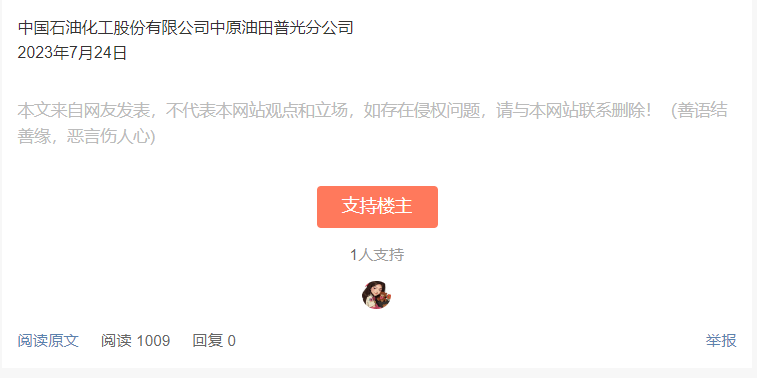 中国石油化工股份有限公司中原油田普光分公司
2023年7月24日
本文来自网友发表，不代表本网站观点和立场，如存在侵权问题，请与本网站联系删除！（善语结
善缘，恶言伤人心）
支持楼主
1人支持
阅读原文 阅读 1009 回复 0 举报